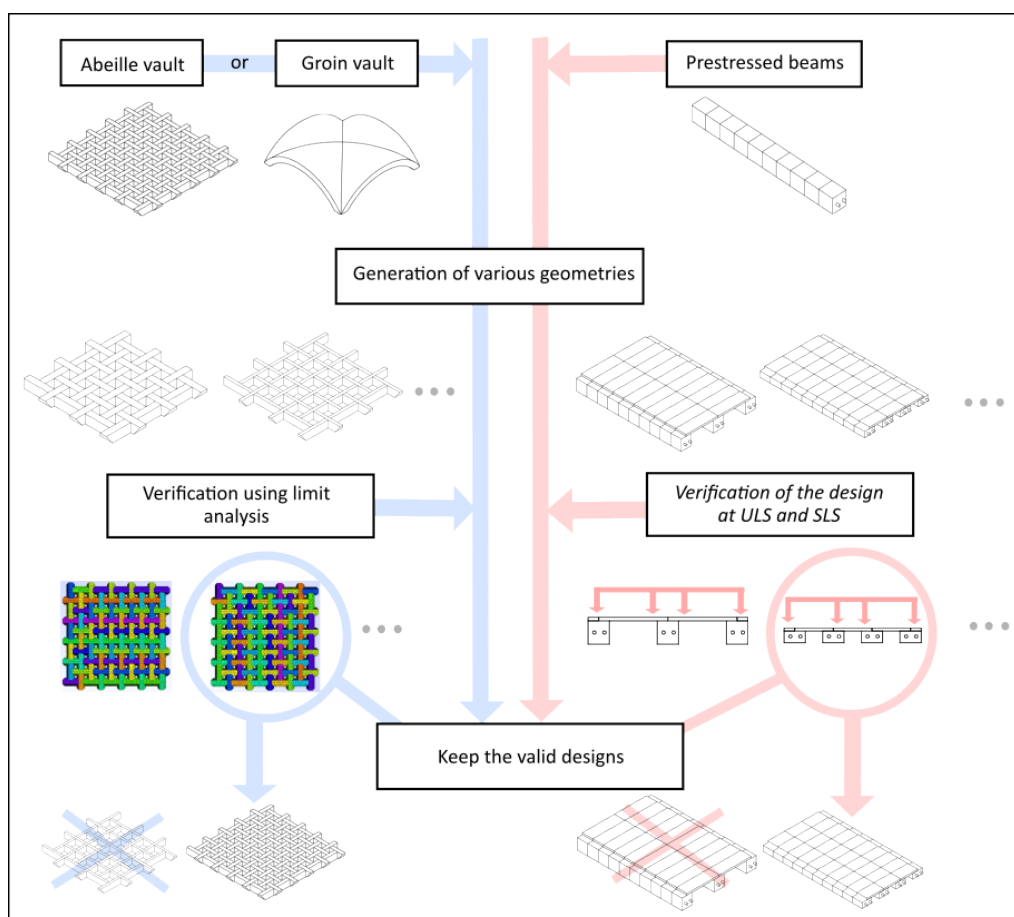 Abeille vault
or
Groin vault
Prestressed beams
Generation of various geometries
Verification using limit
analysis
Verification of the design
at ULS and SLS
Keep the valid designs